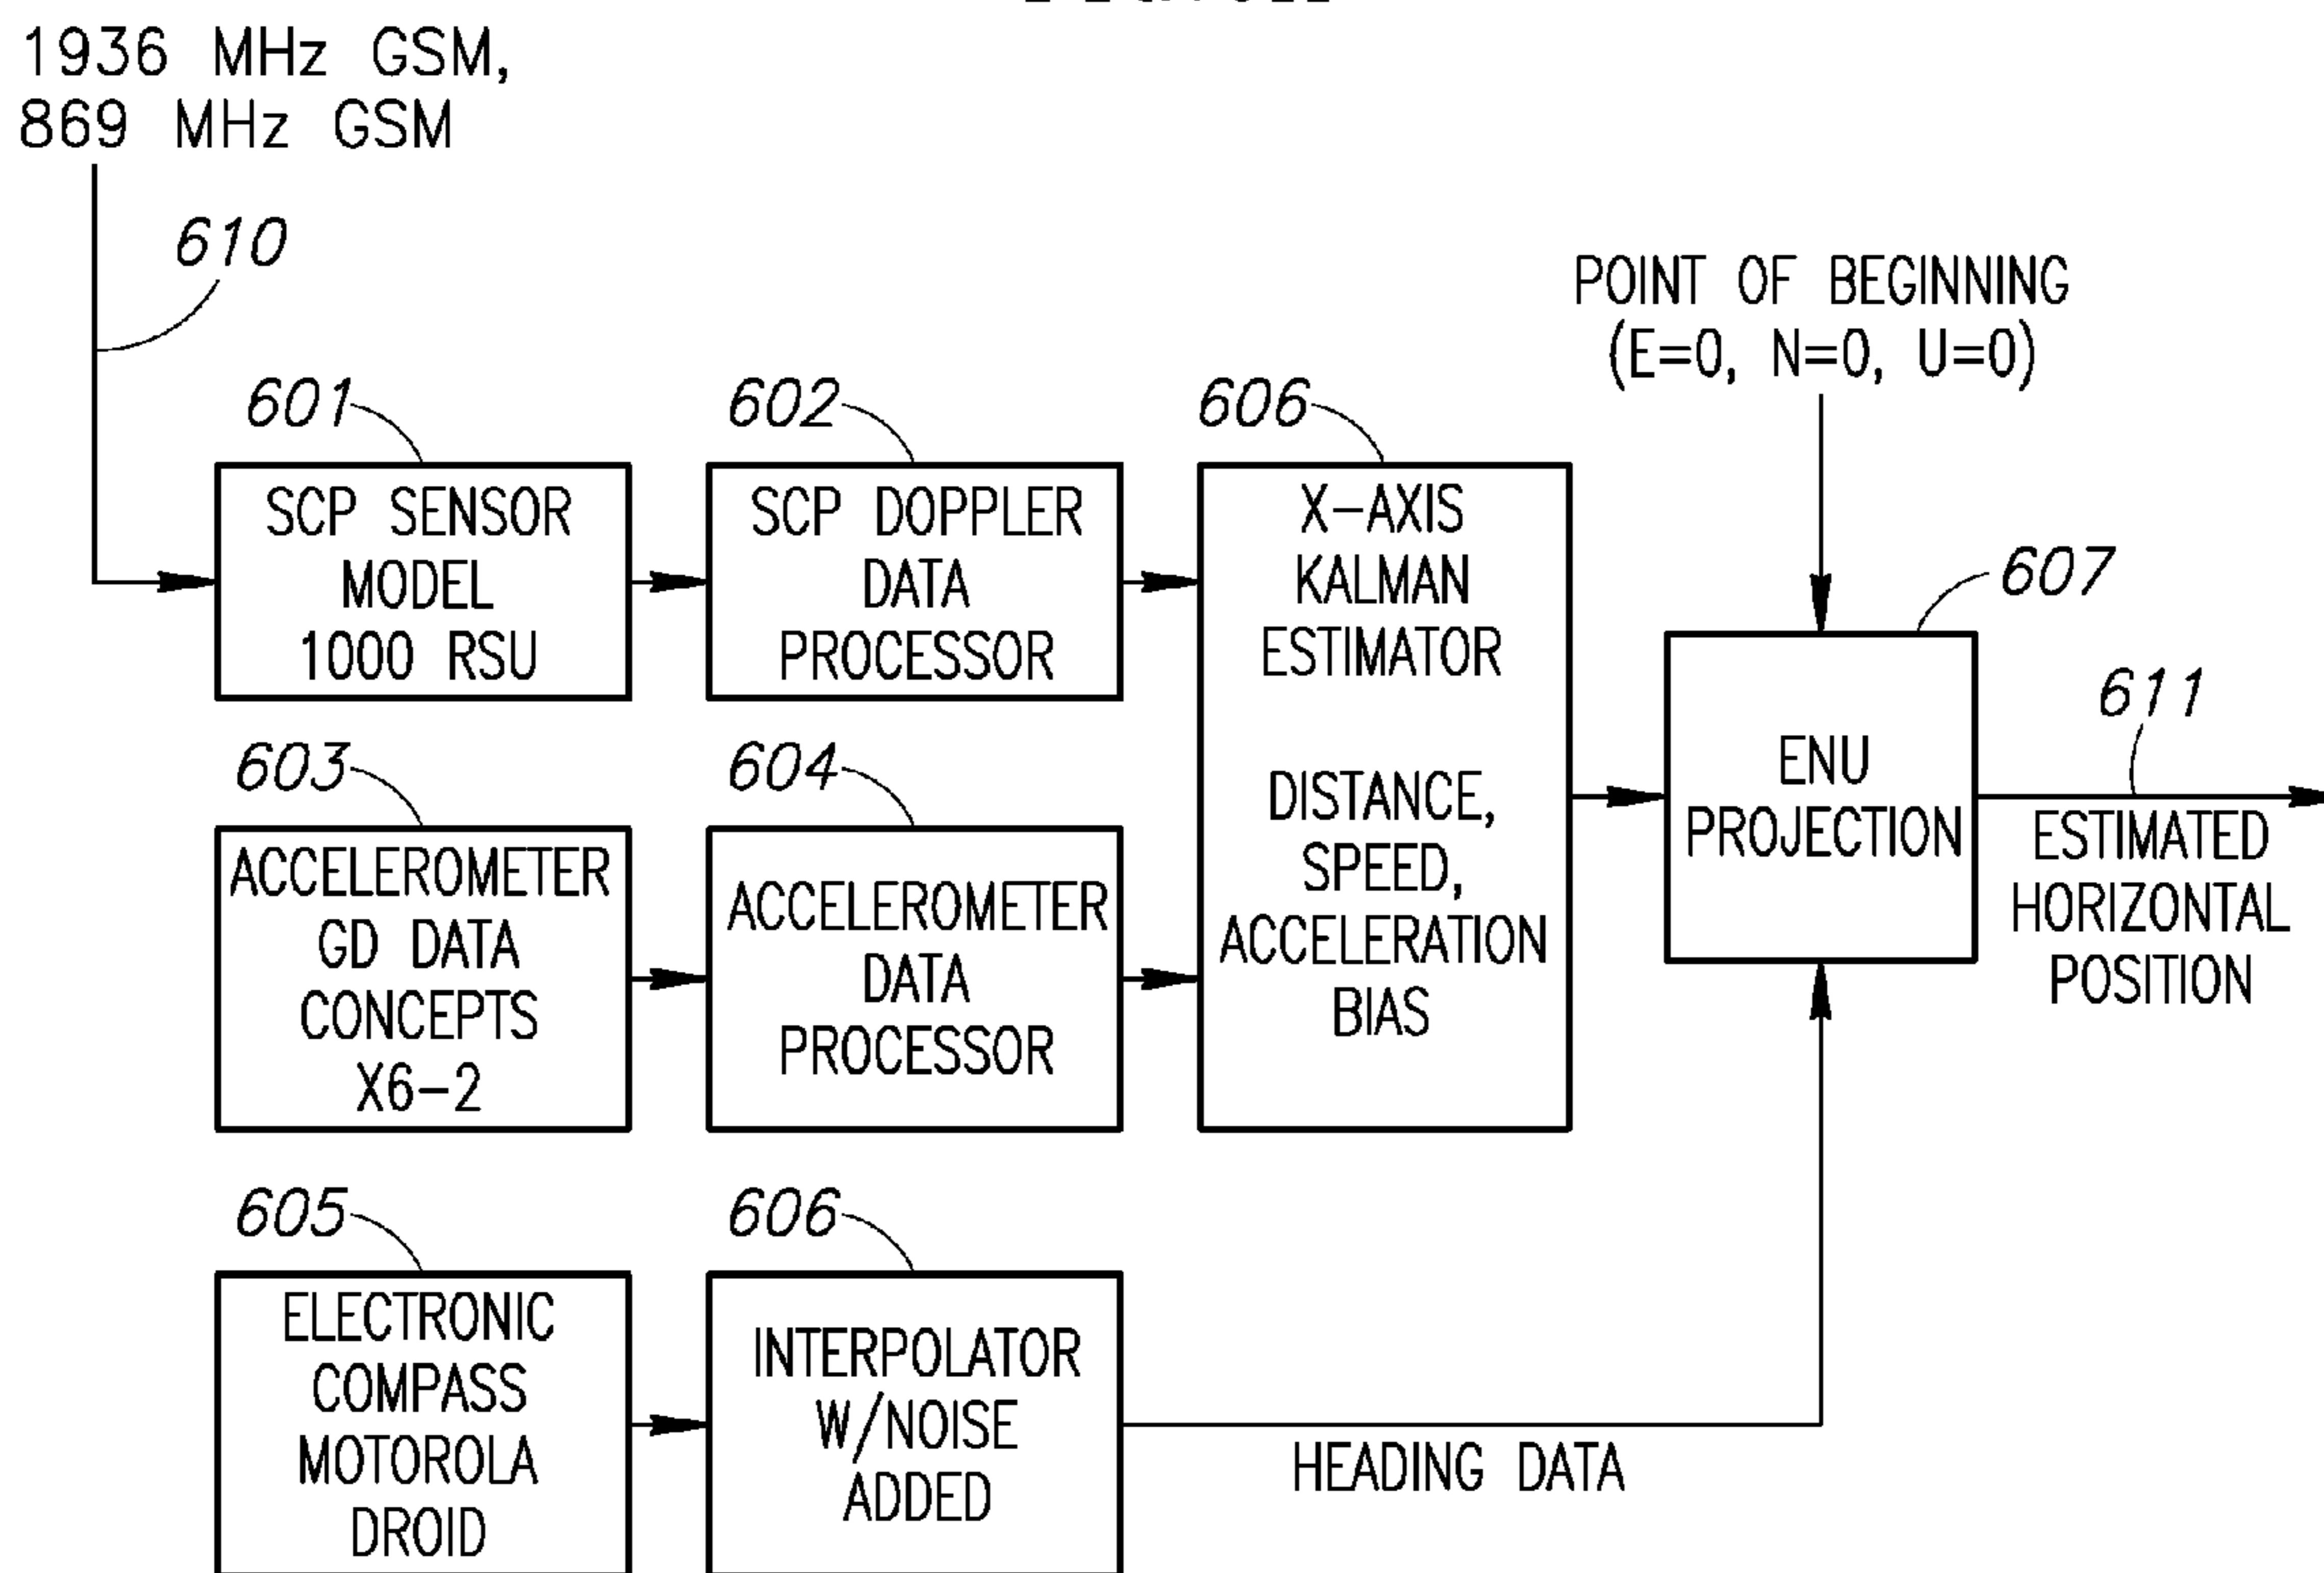 1936 MHz GSM,
869 MHz GSM
610
POINT OF BEGINNING
(E=0, N=0, U=0)
601
SCP SENSOR
MODEL
1000 RSU
602
SCP DOPPLER
DATA
PROCESSOR
606
X-AXIS
KALMAN
ESTIMATOR
DISTANCE,
SPEED,
ACCELERATION
BIAS
607
ENU
PROJECTION
611
ESTIMATED
HORIZONTAL
POSITION
603
ACCELEROMETER
GD DATA
CONCEPTS
X6-2
604
ACCELEROMETER
DATA
PROCESSOR
605
ELECTRONIC
COMPASS
MOTOROLA
DROID
606
INTERPOLATOR
W/NOISE
ADDED
HEADING DATA